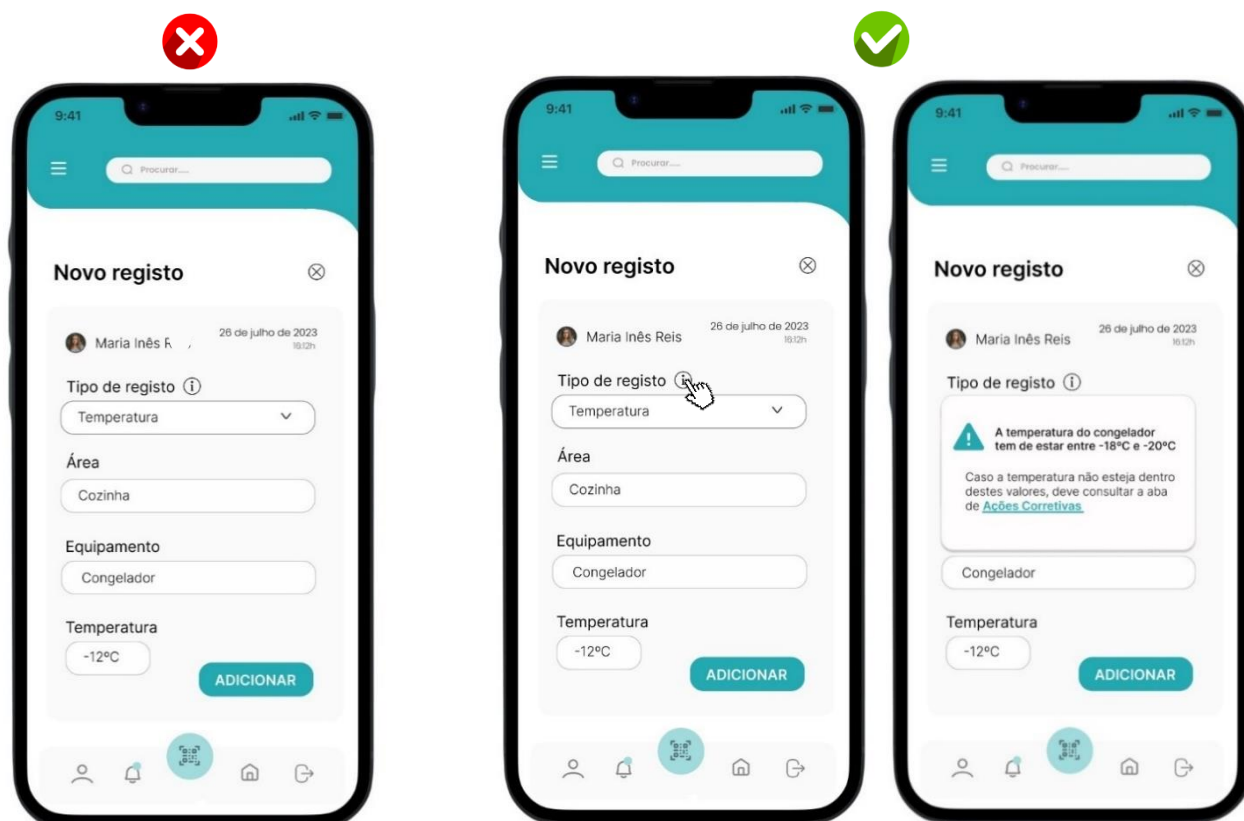 9:41
Procurar....
Novo registo
Maria Inês
26 de julho de 2023
16:12h
Tipo de registo
Temperatura
Área
Cozinha
Equipamento
Congelador
Temperatura
-12ºC
ADICIONAR
9:41
Procurar....
Novo registo
Maria Inês Reis
26 de julho de 2023
16:12h
Tipo de registo
Temperatura
Área
Cozinha
Equipamento
Congelador
Temperatura
-12ºC
ADICIONAR
9:41
Procurar....
Novo registo
Maria Inês Reis
26 de julho de 2023
16:12h
Tipo de registo
A temperatura do congelador
tem de estar entre -18ºC e -20ºC
Caso a temperatura não esteja dentro
destes valores, deve consultar a aba
de Ações Corretivas
Congelador
Temperatura
-12ºC
ADICIONAR